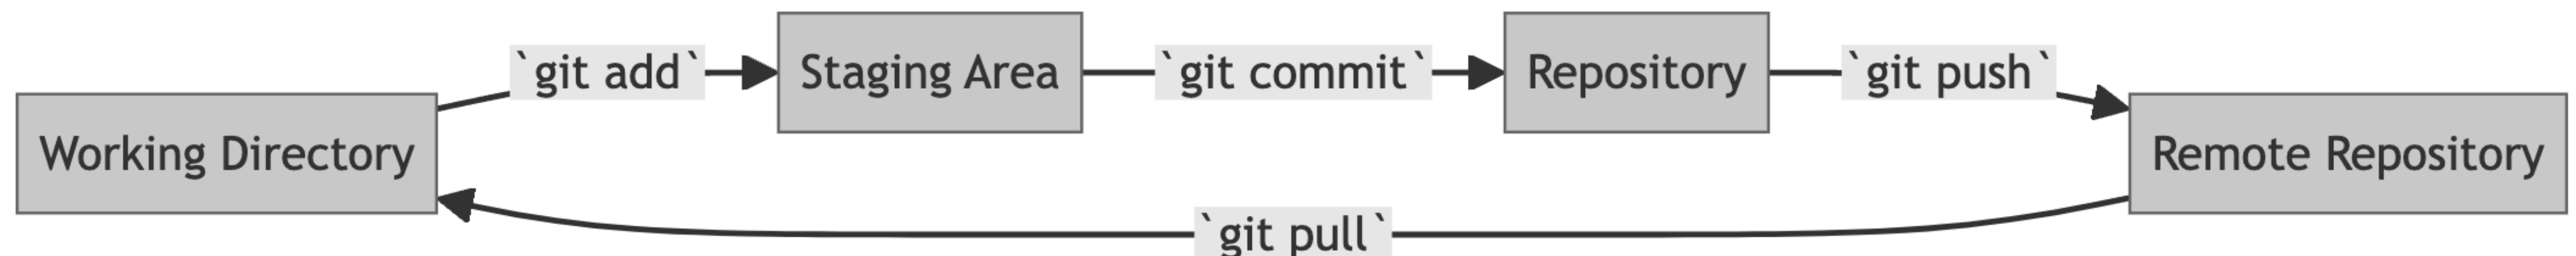 Working Directory
`git add`
Staging Area
`git commit`
Repository
`git push`
Remote Repository
`git pull`